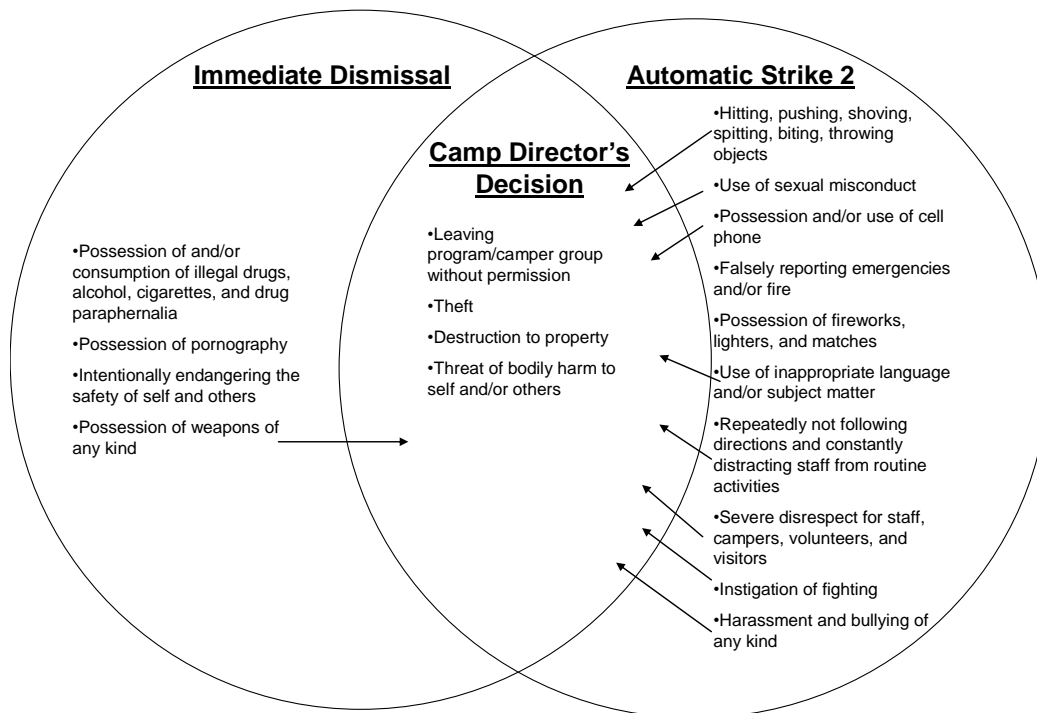 Immediate Dismissal
•Possession of and/or
consumption of illegal drugs,
alcohol, cigarettes, and drug
paraphernalia
•Possession of pornography
•Intentionally endangering the
safety of self and others
•Possession of weapons of
any kind
Camp Director’s
Decision
•Leaving
program/camper group
without permission
•Theft
•Destruction to property
•Threat of bodily harm to
self and/or others
Automatic Strike 2
•Hitting, pushing, shoving,
spitting, biting, throwing
objects
•Use of sexual misconduct
•Possession and/or use of cell
phone
•Falsely reporting emergencies
and/or fire
•Possession of fireworks,
lighters, and matches
•Use of inappropriate language
and/or subject matter
•Repeatedly not following
directions and constantly
distracting staff from routine
activities
•Severe disrespect for staff,
campers, volunteers, and
visitors
•Instigation of fighting
•Harassment and bullying of
any kind